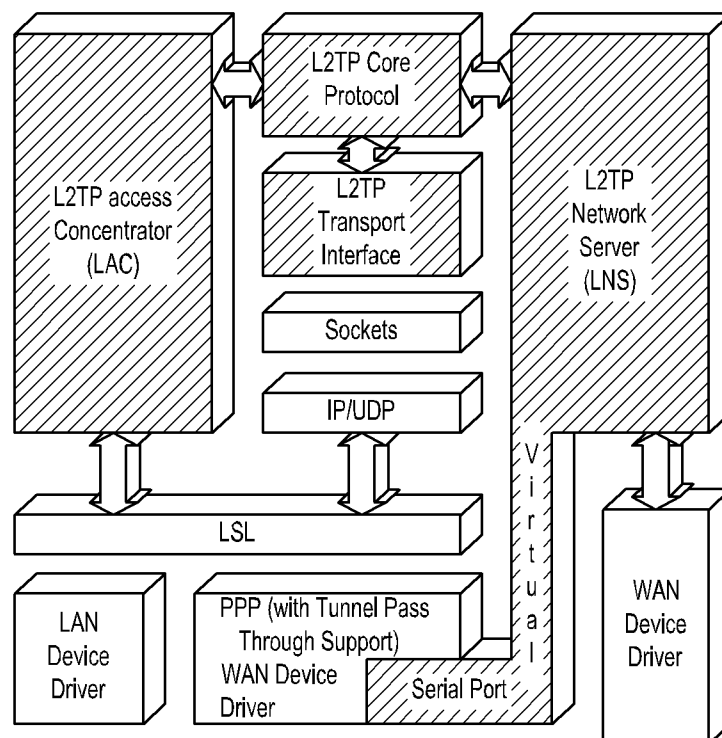 L2TP Core
Protocol
L2TP access
Concentrator
(LAC)
L2TP
Transport
Interface
L2TP
Network
Server
(LNS)
Sockets
IP/UDP
LSL
Virtual
Serial Port
LAN
Device
Driver
PPP (with Tunnel Pass
Through Support)
WAN Device
Driver
WAN
Device
Driver